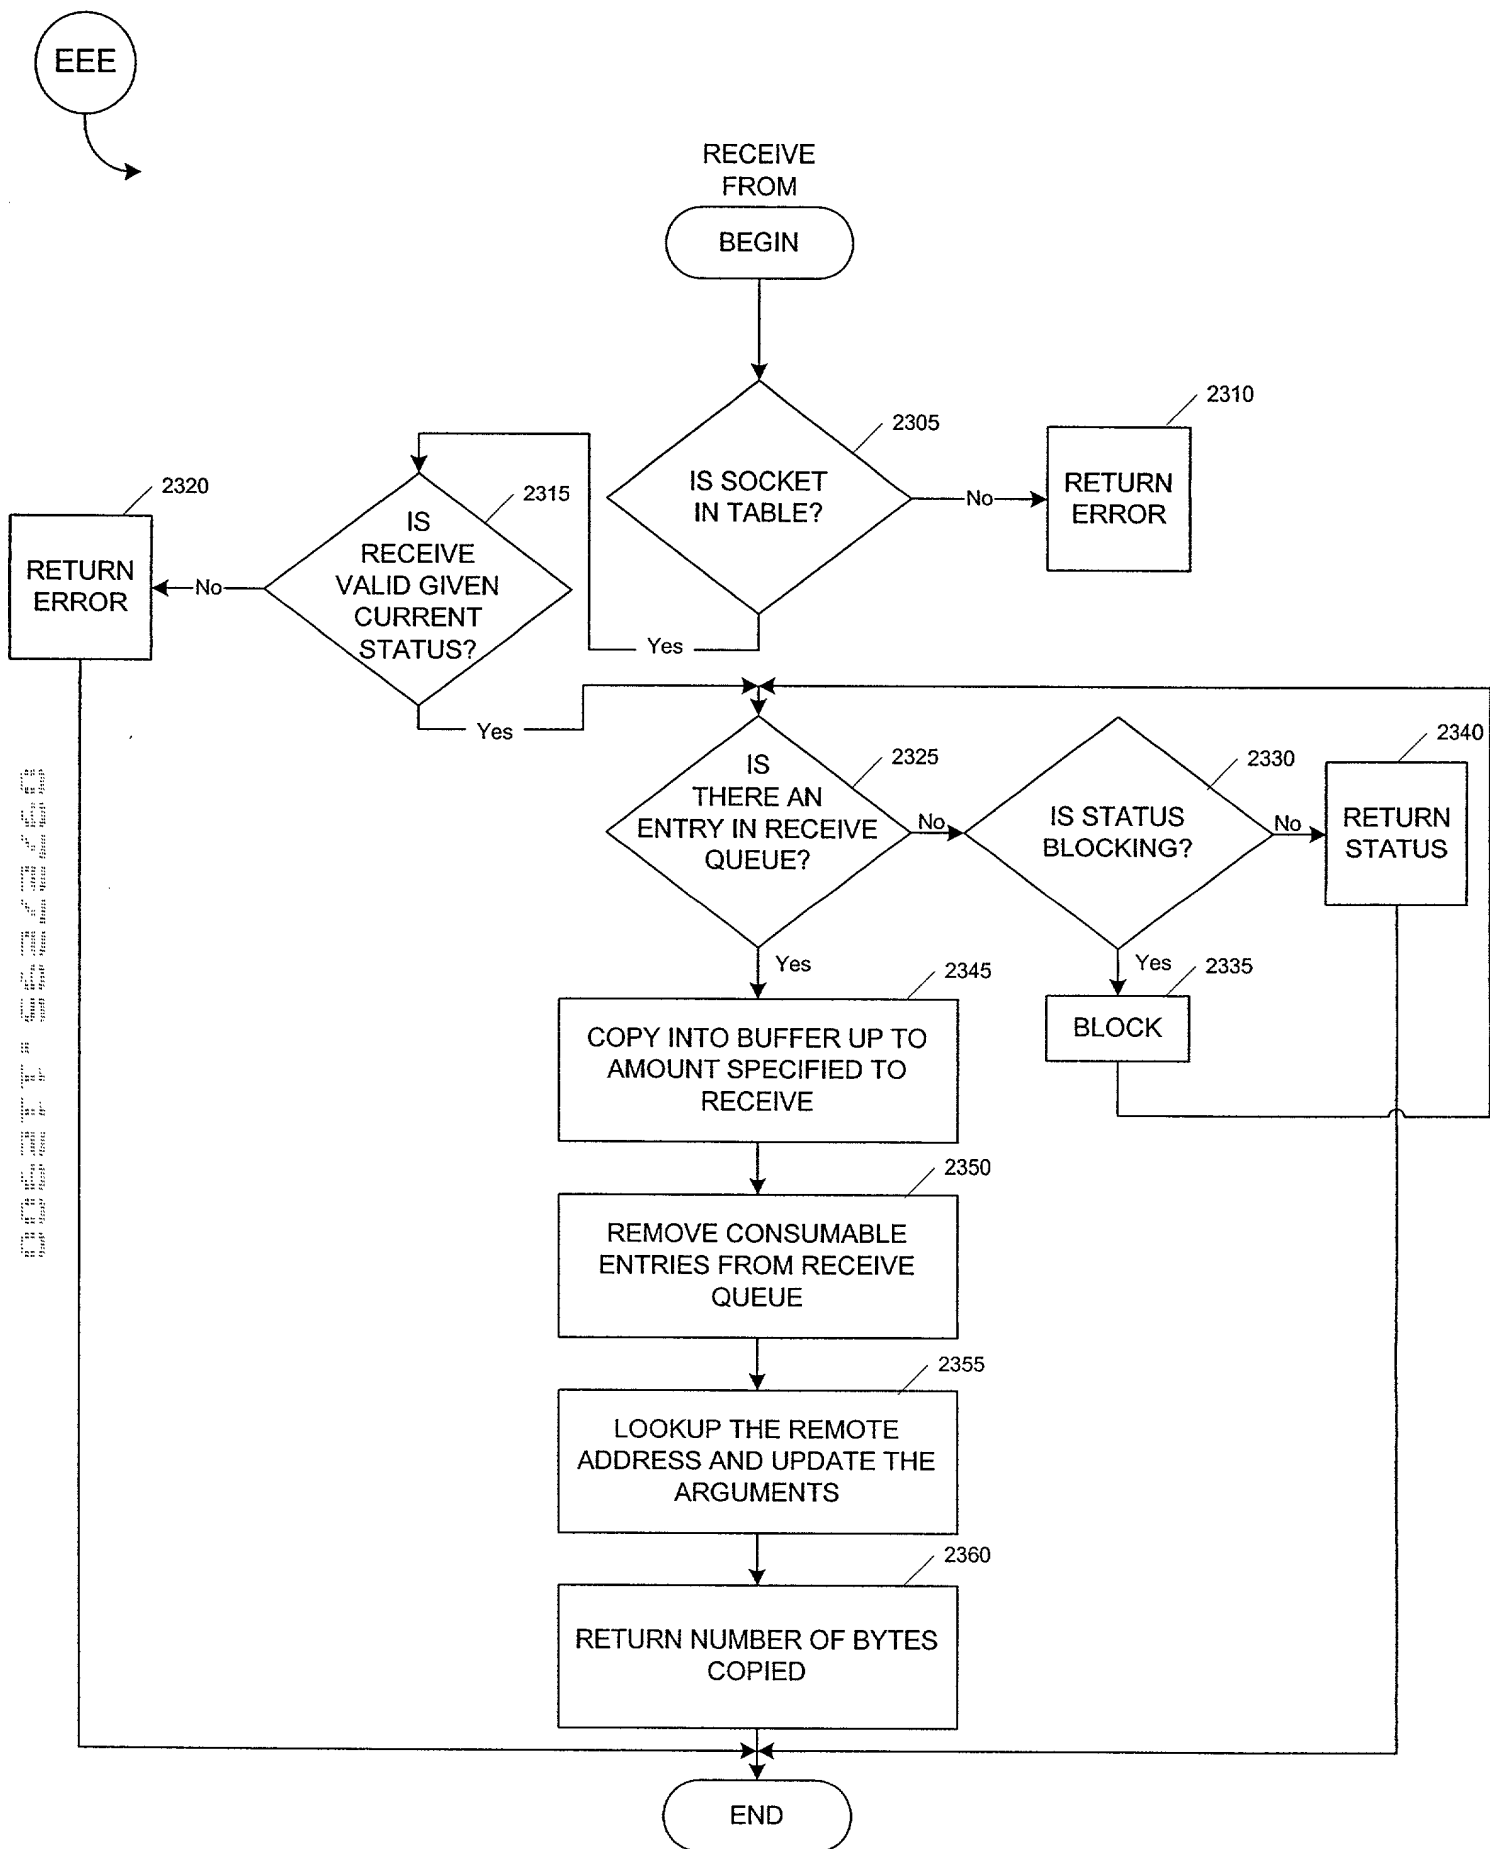 EEE
RECEIVE
FROM
BEGIN
2305
IS SOCKET
IN TABLE?
No
2310
RETURN
ERROR
Yes
2315
IS
RECEIVE
VALID GIVEN
CURRENT
STATUS?
No
2320
RETURN
ERROR
Yes
2325
IS
THERE AN
ENTRY IN RECEIVE
QUEUE?
No
2330
IS STATUS
BLOCKING?
No
2340
RETURN
STATUS
Yes
2335
BLOCK
Yes
2345
COPY INTO BUFFER UP TO
AMOUNT SPECIFIED TO
RECEIVE
2350
REMOVE CONSUMABLE
ENTRIES FROM RECEIVE
QUEUE
2355
LOOKUP THE REMOTE
ADDRESS AND UPDATE THE
ARGUMENTS
2360
RETURN NUMBER OF BYTES
COPIED
END